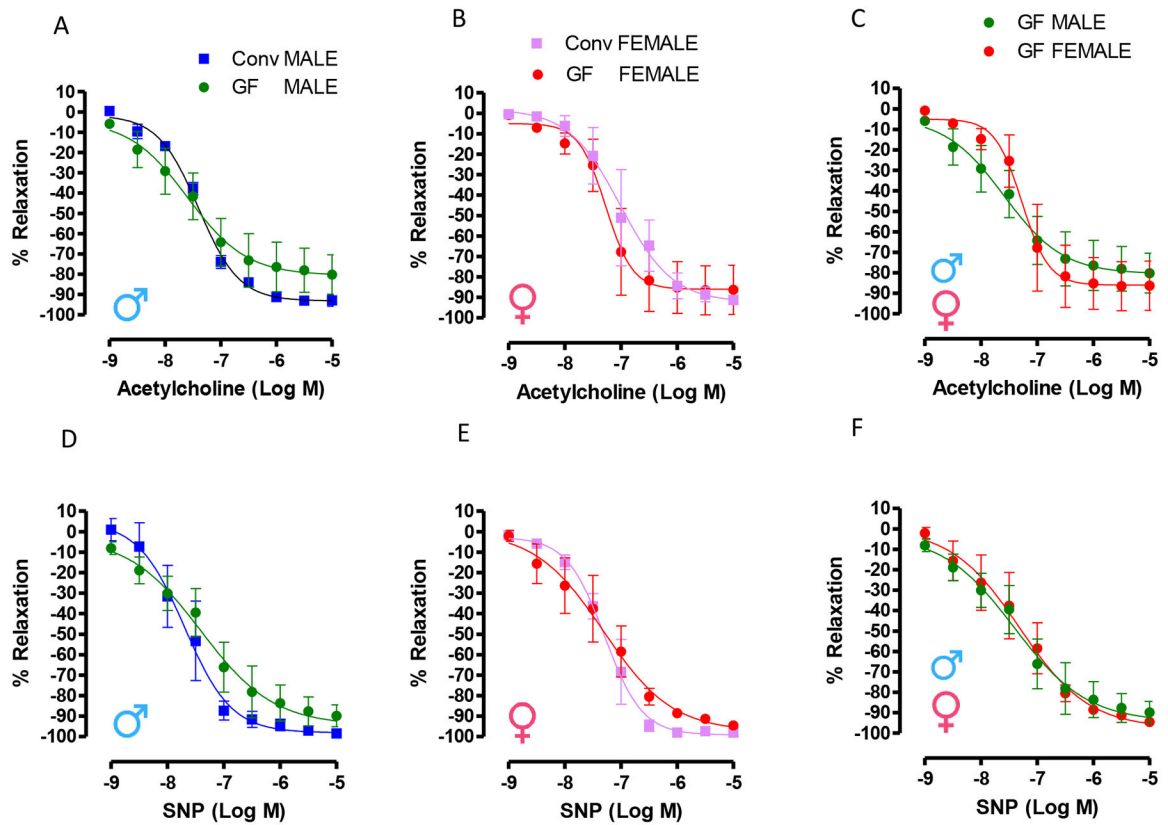 A
Conv MALE
GF MALE
10
0
-10
-20
-30
-40
-50
-60
-70
-80
-90
-100
% Relaxation
-9 -8 -7 -6 -5
Acetylcholine (Log M)
B
Conv FEMALE
GF FEMALE
10
0
-10
-20
-30
-40
-50
-60
-70
-80
-90
-100
% Relaxation
-9 -8 -7 -6 -5
Acetylcholine (Log M)
C
GF MALE
GF FEMALE
10
0
-10
-20
-30
-40
-50
-60
-70
-80
-90
-100
% Relaxation
-9 -8 -7 -6 -5
Acetylcholine (Log M)
D
10
0
-10
-20
-30
-40
-50
-60
-70
-80
-90
-100
% Relaxation
-9 -8 -7 -6 -5
SNP (Log M)
E
10
0
-10
-20
-30
-40
-50
-60
-70
-80
-90
-100
% Relaxation
-9 -8 -7 -6 -5
SNP (Log M)
F
10
0
-10
-20
-30
-40
-50
-60
-70
-80
-90
-100
% Relaxation
-9 -8 -7 -6 -5
SNP (Log M)